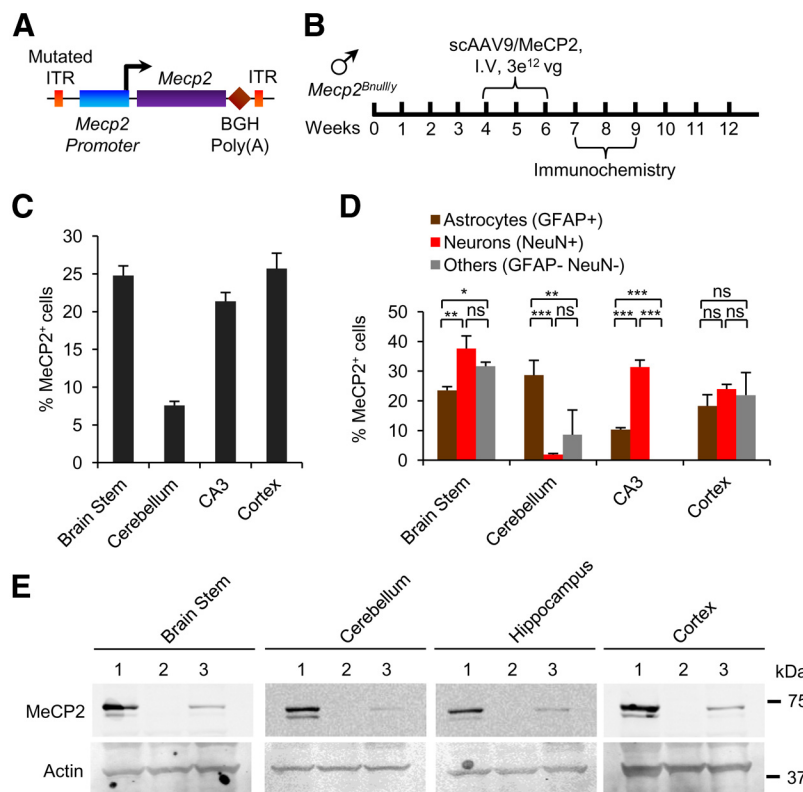 A
Mutated
ITR
Mecp2
ITR
Mecp2
Promoter
BGH
Poly(A)
B
♂
Mecp2Bnull/y
scAAV9/MeCP2,
I.V, 3e12 vg
Weeks 0 1 2 3 4 5 6 7 8 9 10 11 12
Immunochemistry
C
% MeCP2+ cells
30
25
20
15
10
5
0
Brain Stem
Cerebellum
CA3
Cortex
D
Astrocytes (GFAP+)
Neurons (NeuN+)
Others (GFAP- NeuN-)
% MeCP2+ cells
50
40
30
20
10
0
* ** *** ns
** ns *** ns *** *** ns ns
Brain Stem
Cerebellum
CA3
Cortex
E
Brain Stem
Cerebellum
Hippocampus
Cortex
1 2 3 1 2 3 1 2 3 1 2 3 kDa
MeCP2
75
Actin
37